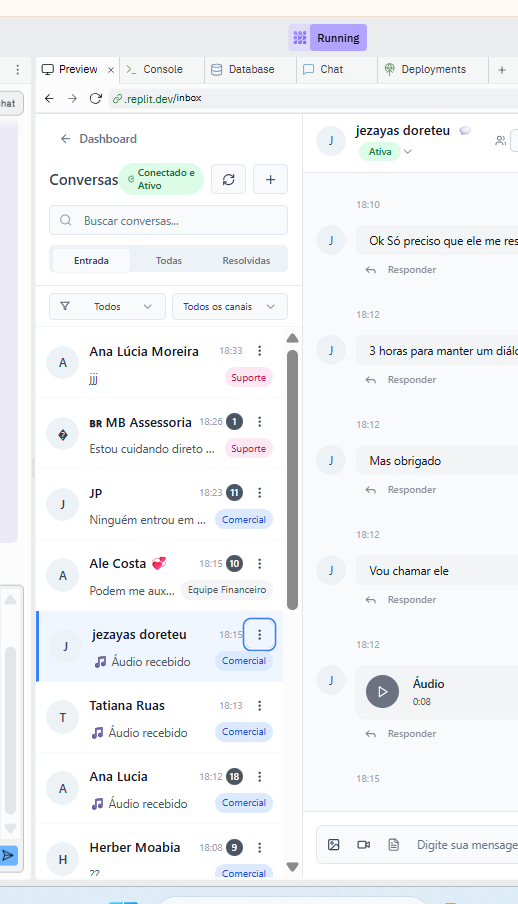 Running
Preview
Console
Database
Chat
Deployments
hat
.replit.dev/inbox
Dashboard
Conversas
Conectado e
Ativo
Buscar conversas...
Entrada
Todas
Resolvidas
Todos
Todos os canais
Ana Lúcia Moreira
18:33
jjj
Suporte
BR MB Assessoria
18:26
1
Estou cuidando direto ...
Suporte
J
JP
18:23
11
Ninguém entrou em ...
Comercial
A
Ale Costa 💞
18:15
10
Podem me aux...
Equipe Financeiro
J
jezayas doreteu
18:15
🎵 Áudio recebido
Comercial
T
Tatiana Ruas
18:13
🎵 Áudio recebido
Comercial
A
Ana Lucia
18:12
18
🎵 Áudio recebido
Comercial
H
Herber Moabia
18:08
9
??
Comercial
J
jezayas doreteu
Ativa
18:10
J
Ok Só preciso que ele me res
Responder
18:12
J
3 horas para manter um diálo
Responder
18:12
J
Mas obrigado
Responder
18:12
J
Vou chamar ele
Responder
18:12
J
Áudio
0:08
Responder
18:15
Digite sua mensage